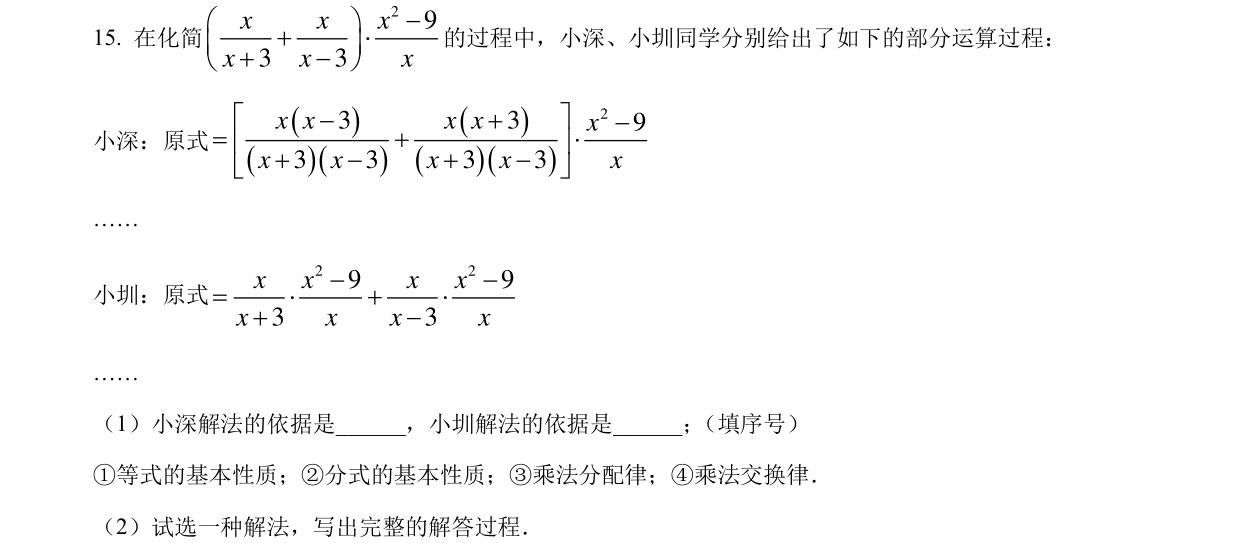 15. 在化简(x/(x+3) + x/(x−3))·(x²−9)/x 的过程中，小深、小圳同学分别给出了如下的部分运算过程：
小深：原式=[x(x−3)/((x+3)(x−3)) + x(x+3)/((x+3)(x−3))]·(x²−9)/x
……
小圳：原式=x/(x+3)·(x²−9)/x + x/(x−3)·(x²−9)/x
……
（1）小深解法的依据是______，小圳解法的依据是______；（填序号）
①等式的基本性质；②分式的基本性质；③乘法分配律；④乘法交换律．
（2）试选一种解法，写出完整的解答过程．